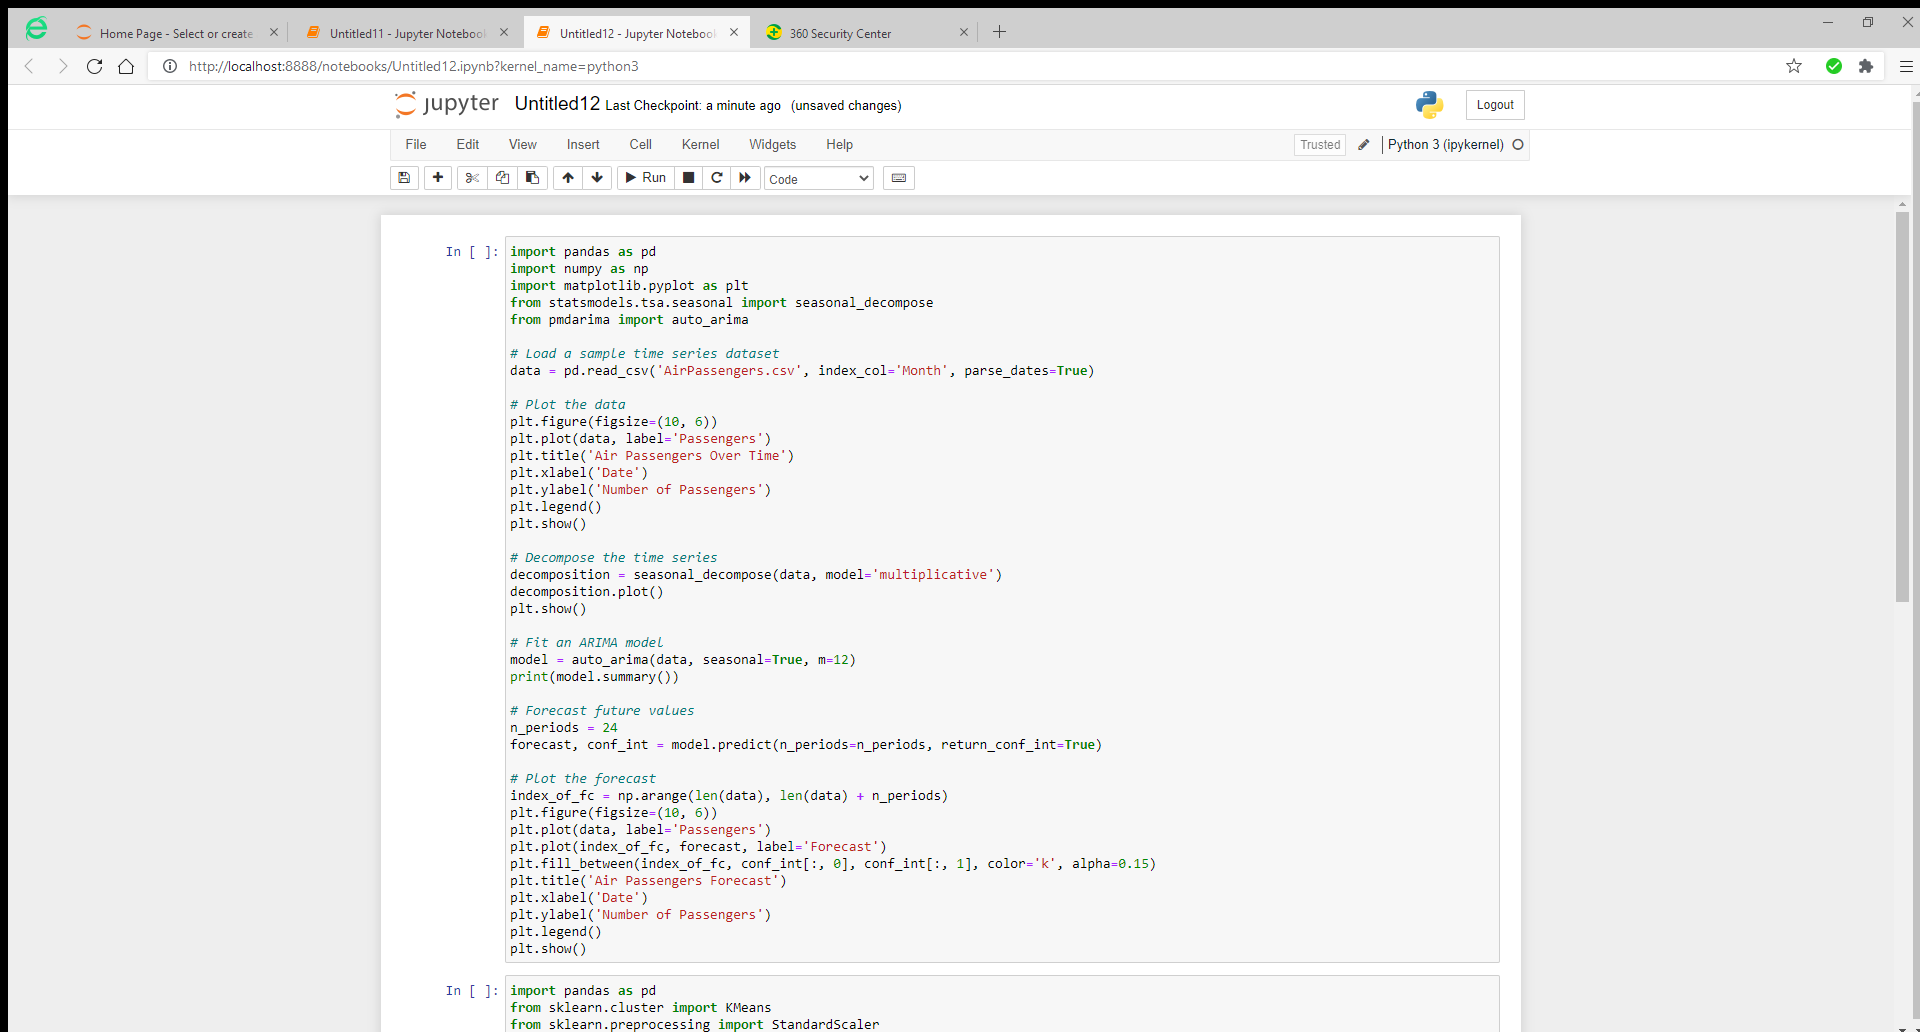 Home Page - Select or create
Untitled11 - Jupyter Noteboo
Untitled12 - Jupyter Noteboo
360 Security Center
http://localhost:8888/notebooks/Untitled12.ipynb?kernel_name=python3
jupyter Untitled12 Last Checkpoint: a minute ago (unsaved changes)
Logout
File Edit View Insert Cell Kernel Widgets Help
Trusted
Python 3 (ipykernel)
Run
Code
In [ ]:
import pandas as pd
import numpy as np
import matplotlib.pyplot as plt
from statsmodels.tsa.seasonal import seasonal_decompose
from pmdarima import auto_arima
# Load a sample time series dataset
data = pd.read_csv('AirPassengers.csv', index_col='Month', parse_dates=True)
# Plot the data
plt.figure(figsize=(10, 6))
plt.plot(data, label='Passengers')
plt.title('Air Passengers Over Time')
plt.xlabel('Date')
plt.ylabel('Number of Passengers')
plt.legend()
plt.show()
# Decompose the time series
decomposition = seasonal_decompose(data, model='multiplicative')
decomposition.plot()
plt.show()
# Fit an ARIMA model
model = auto_arima(data, seasonal=True, m=12)
print(model.summary())
# Forecast future values
n_periods = 24
forecast, conf_int = model.predict(n_periods=n_periods, return_conf_int=True)
# Plot the forecast
index_of_fc = np.arange(len(data), len(data) + n_periods)
plt.figure(figsize=(10, 6))
plt.plot(data, label='Passengers')
plt.plot(index_of_fc, forecast, label='Forecast')
plt.fill_between(index_of_fc, conf_int[:, 0], conf_int[:, 1], color='k', alpha=0.15)
plt.title('Air Passengers Forecast')
plt.xlabel('Date')
plt.ylabel('Number of Passengers')
plt.legend()
plt.show()
In [ ]:
import pandas as pd
from sklearn.cluster import KMeans
from sklearn.preprocessing import StandardScaler